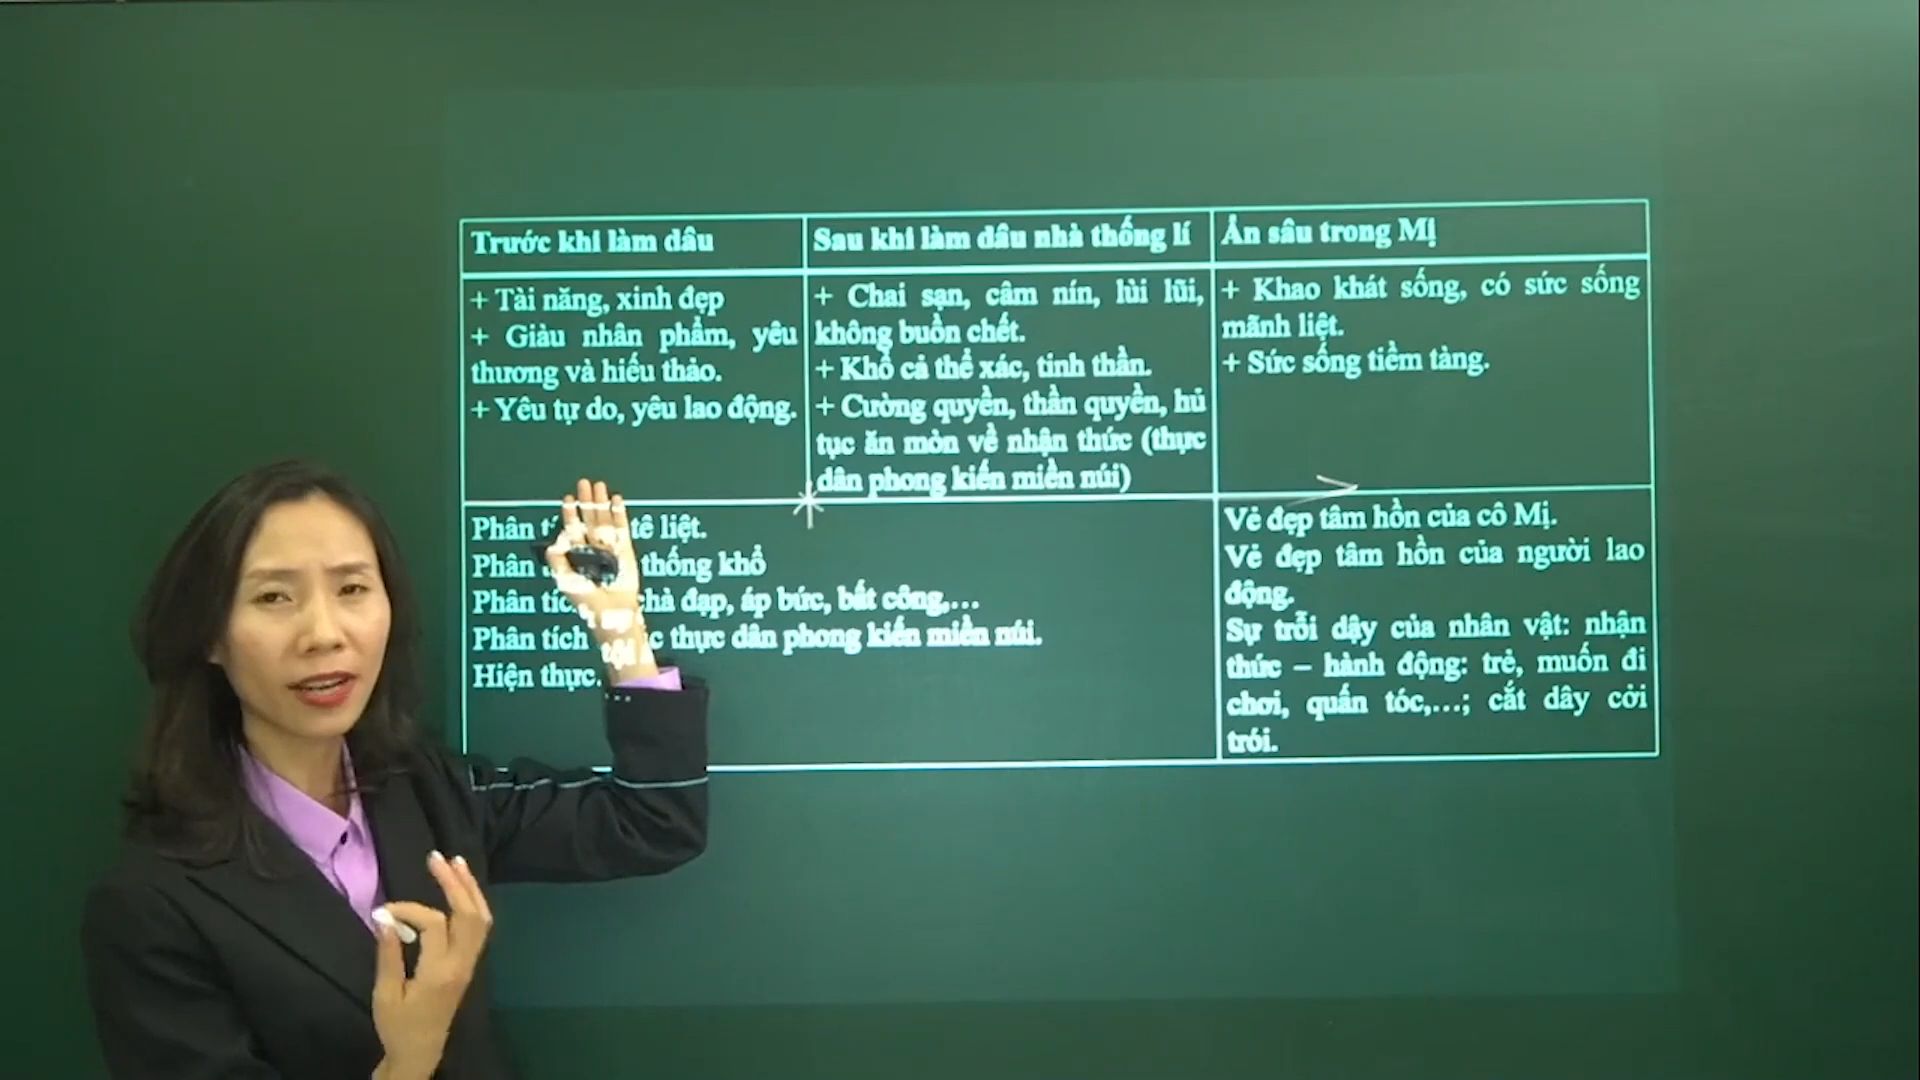 Trước khi làm dâu
Sau khi làm dâu nhà thống lí
Ẩn sâu trong Mị
+ Tài năng, xinh đẹp
+ Giàu nhân phẩm, yêu
thương và hiếu thảo.
+ Yêu tự do, yêu lao động.
+ Chai sạn, câm nín, lùi lũi,
không buồn chết.
+ Khổ cả thể xác, tinh thần.
+ Cường quyền, thần quyền, hủ
tục ăn mòn về nhận thức (thực
dân phong kiến miền núi)
+ Khao khát sống, có sức sống
mãnh liệt.
+ Sức sống tiềm tàng.
Phân tê liệt.
Phân thống khổ
Phân đạp, áp bức, bất công,…
Phân tích thực dân phong kiến miền núi.
Hiện thực.
Vẻ đẹp tâm hồn của cô Mị.
Vẻ đẹp tâm hồn của người lao
động.
Sự trỗi dậy của nhân vật: nhận
thức – hành động: trẻ, muốn đi
chơi, quấn tóc,…; cắt dây cởi
trói.